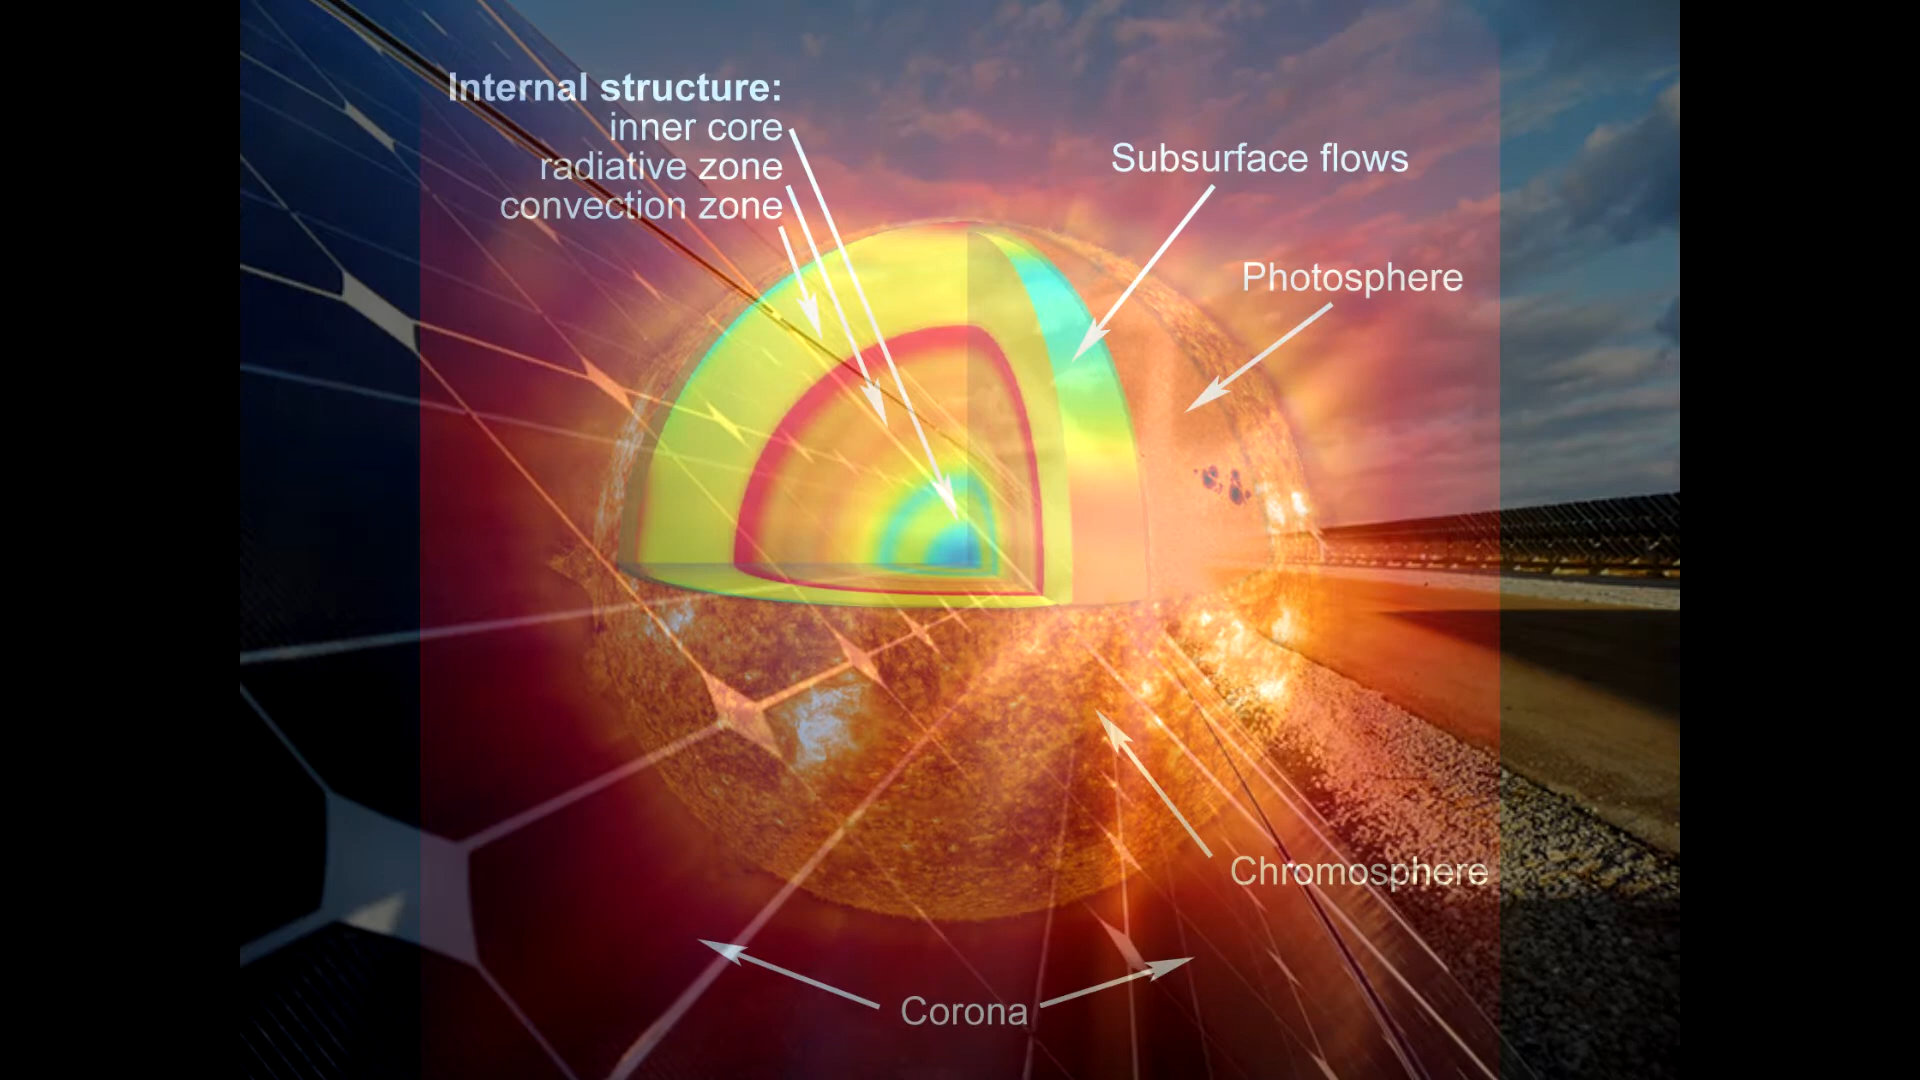 Internal structure:
inner core
radiative zone
convection zone
Subsurface flows
Photosphere
Chromosphere
Corona